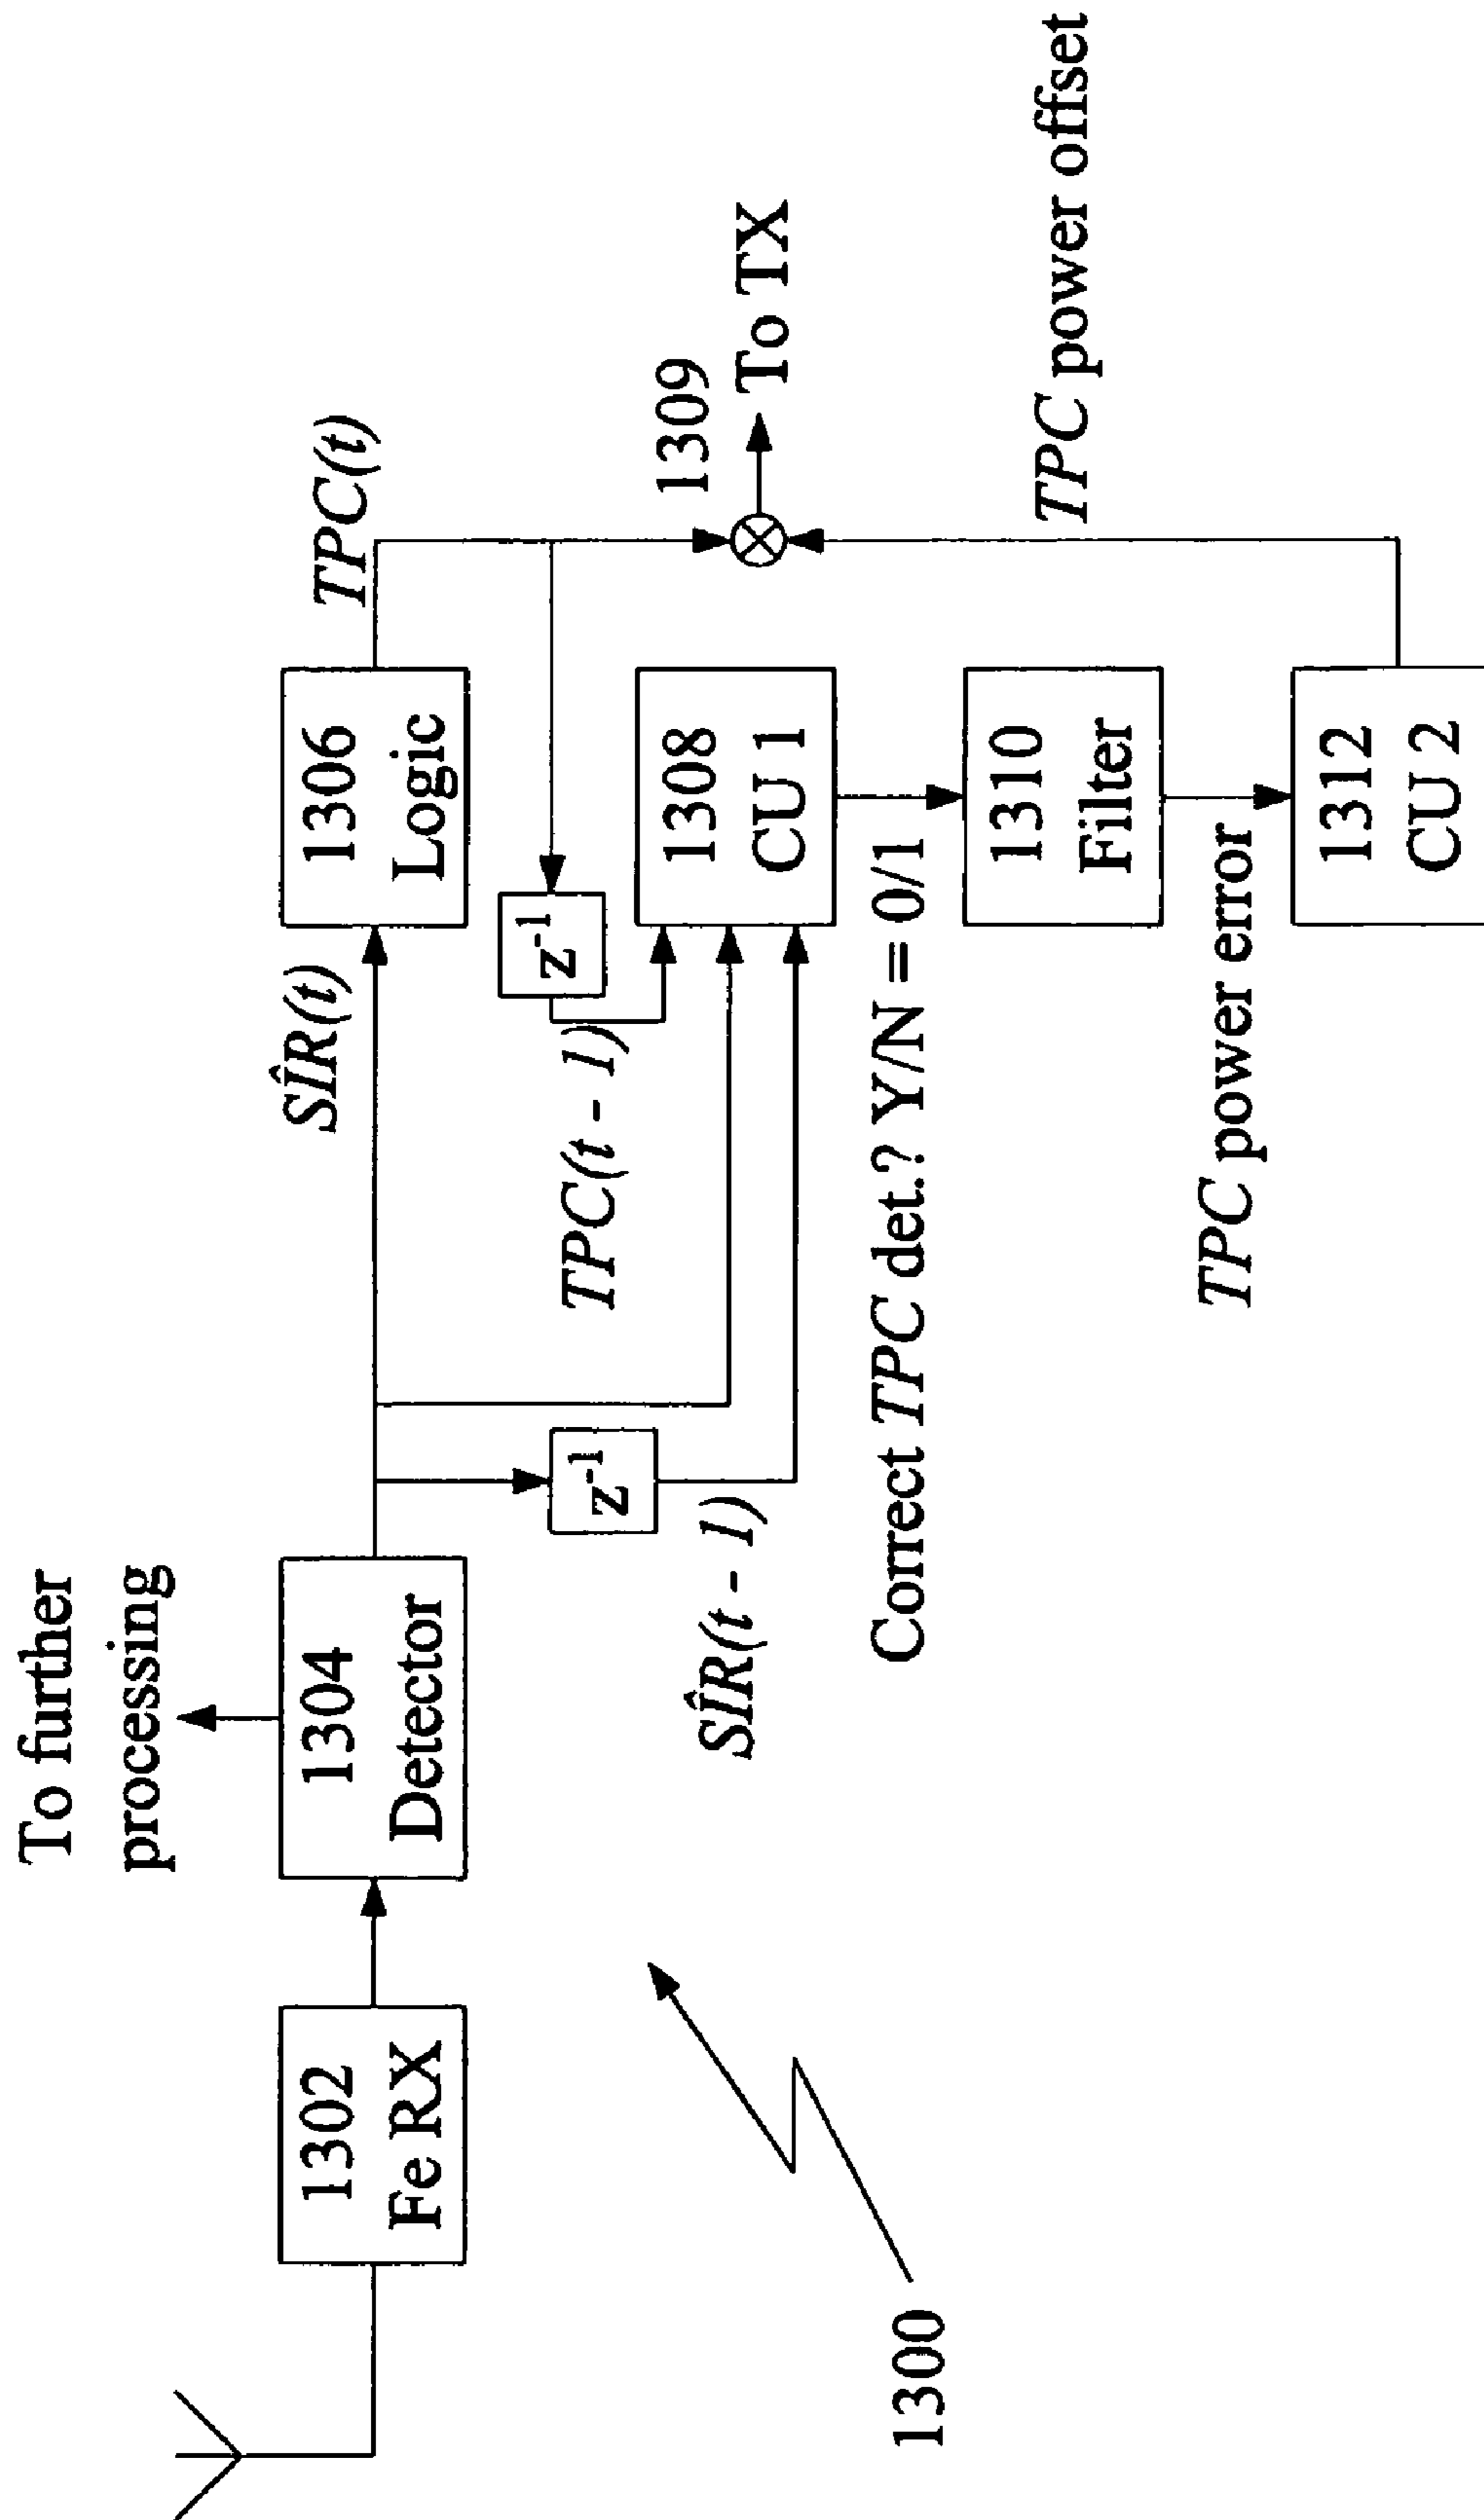 To further
processing
1302
Fe RX
1304
Detector
SÎR(t)
1306
Logic
TPC(t)
z⁻¹
TPC(t - 1)
z⁻¹
SÎR(t - 1)
1308
CU 1
1309
To TX
Correct TPC det.? Y/N = 0/1
1310
Filter
TPC power offset
TPC power error
1312
CU 2
1300